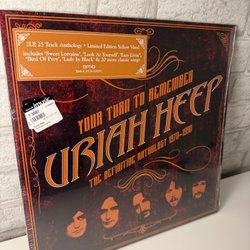 2LP, 25 Track Anthology • Limited Edition Yellow Vinyl
includes 'Sweet Lorraine', 'Look At Yourself', 'Easy Livin'',
'Bird Of Prey', 'Lady In Black' & 20 more classic songs!
BMG
YOUR TURN TO REMEMBER
URIAH HEEP
THE DEFINITIVE ANTHOLOGY 1970-1990